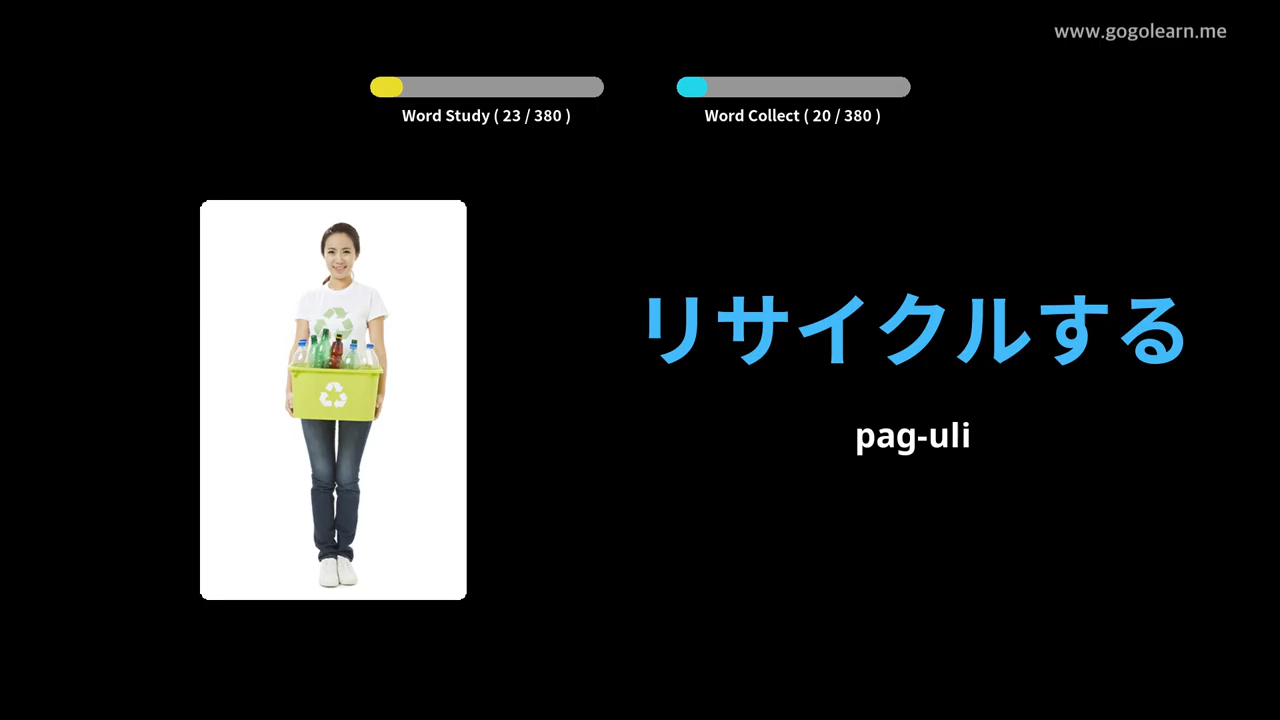 www.gogolearn.me
Word Study ( 23 / 380 )
Word Collect ( 20 / 380 )
リサイクルする
pag-uli